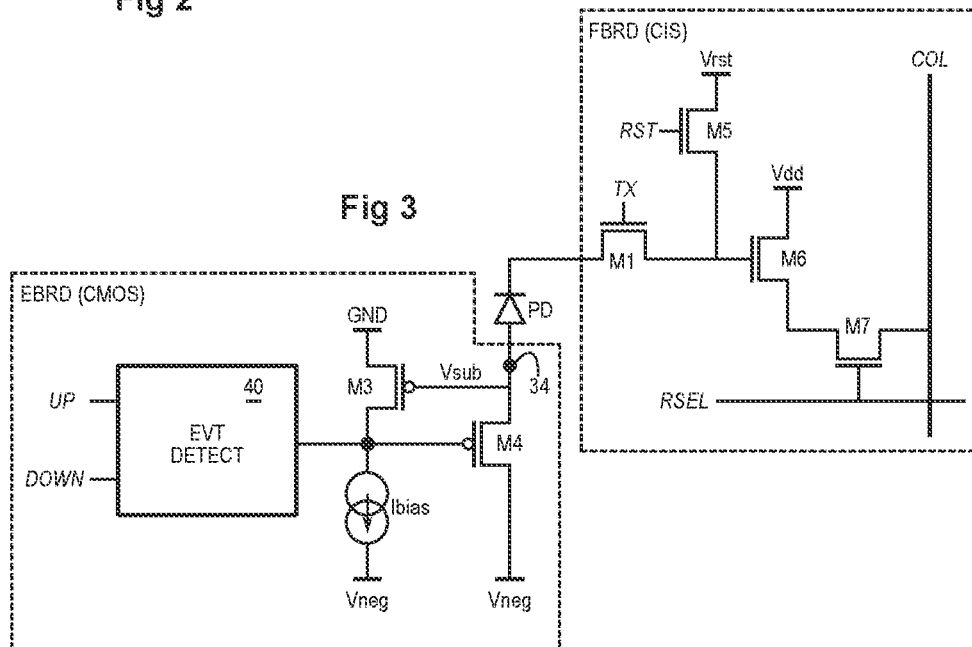 Fig 2
FBRD (CIS)
Vrst
COL
RST
M5
Vdd
TX
Fig 3
M1
M6
EBRD (CMOS)
GND
PD
M7
M3
Vsub
34
RSEL
UP
40
EVT
DETECT
M4
DOWN
Ibias
Vneg
Vneg